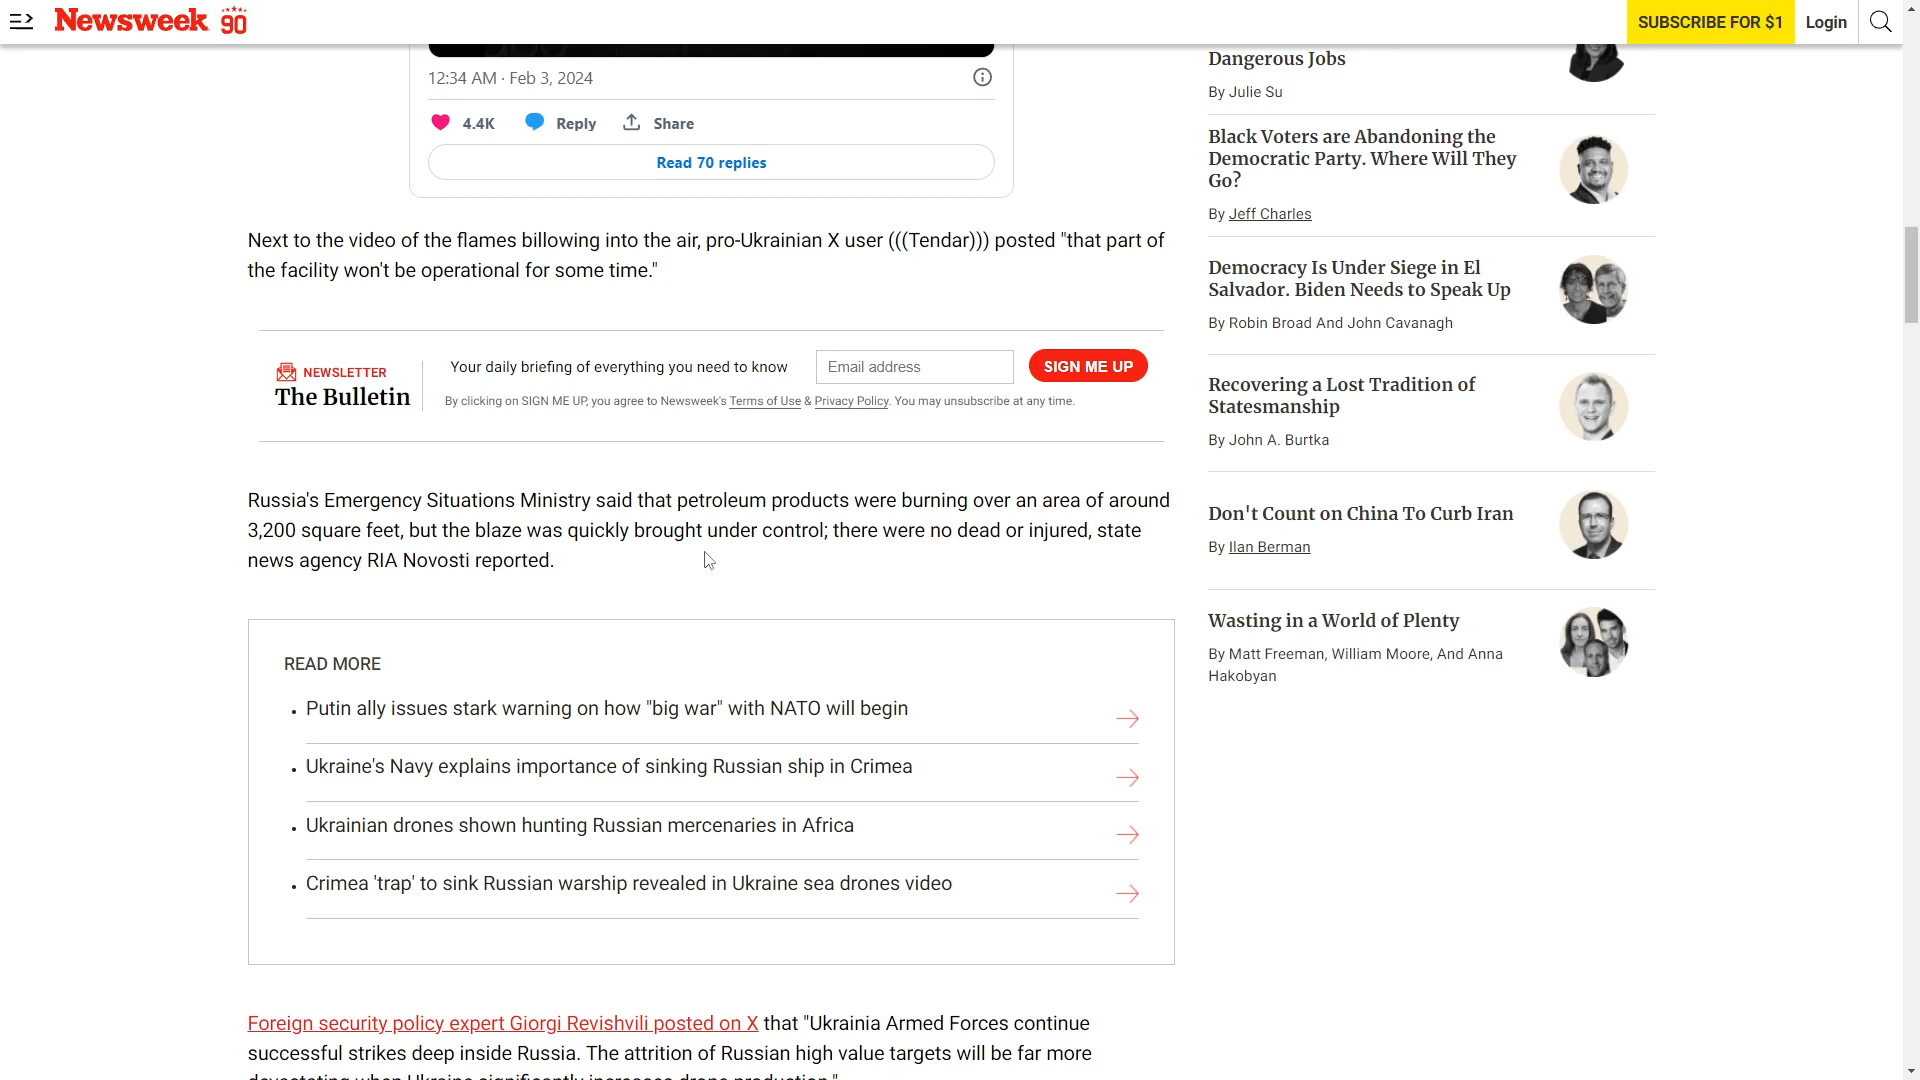 Newsweek 90
SUBSCRIBE FOR $1
Login
12:34 AM · Feb 3, 2024
4.4K
Reply
Share
Read 70 replies
Next to the video of the flames billowing into the air, pro-Ukrainian X user (((Tendar))) posted "that part of
the facility won't be operational for some time."
NEWSLETTER
The Bulletin
Your daily briefing of everything you need to know
Email address
SIGN ME UP
By clicking on SIGN ME UP, you agree to Newsweek's Terms of Use & Privacy Policy. You may unsubscribe at any time.
Russia's Emergency Situations Ministry said that petroleum products were burning over an area of around
3,200 square feet, but the blaze was quickly brought under control; there were no dead or injured, state
news agency RIA Novosti reported.
READ MORE
• Putin ally issues stark warning on how "big war" with NATO will begin
• Ukraine's Navy explains importance of sinking Russian ship in Crimea
• Ukrainian drones shown hunting Russian mercenaries in Africa
• Crimea 'trap' to sink Russian warship revealed in Ukraine sea drones video
Foreign security policy expert Giorgi Revishvili posted on X that "Ukrainia Armed Forces continue
successful strikes deep inside Russia. The attrition of Russian high value targets will be far more
devastating when Ukraine significantly increases drone production."
Dangerous Jobs
By Julie Su
Black Voters are Abandoning the
Democratic Party. Where Will They
Go?
By Jeff Charles
Democracy Is Under Siege in El
Salvador. Biden Needs to Speak Up
By Robin Broad And John Cavanagh
Recovering a Lost Tradition of
Statesmanship
By John A. Burtka
Don't Count on China To Curb Iran
By Ilan Berman
Wasting in a World of Plenty
By Matt Freeman, William Moore, And Anna
Hakobyan